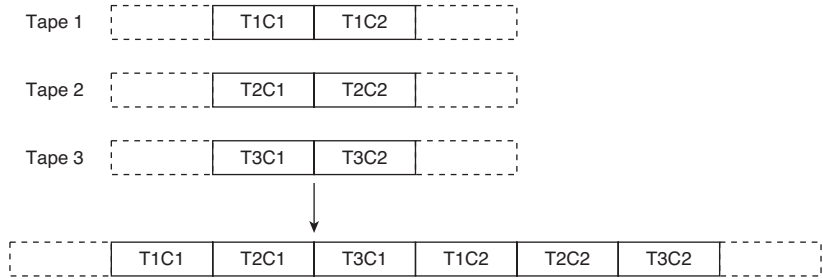 Tape 1 T1C1 T1C2
Tape 2 T2C1 T2C2
Tape 3 T3C1 T3C2
T1C1 T2C1 T3C1 T1C2 T2C2 T3C2